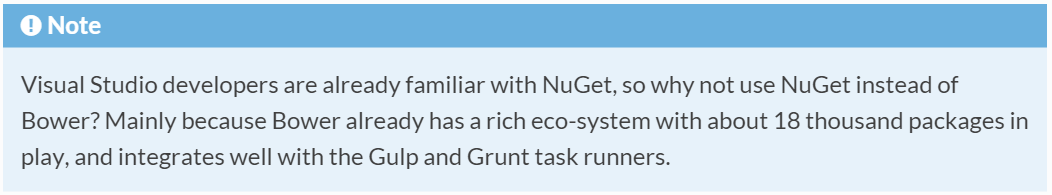 Note
Visual Studio developers are already familiar with NuGet, so why not use NuGet instead of
Bower? Mainly because Bower already has a rich eco-system with about 18 thousand packages in
play, and integrates well with the Gulp and Grunt task runners.